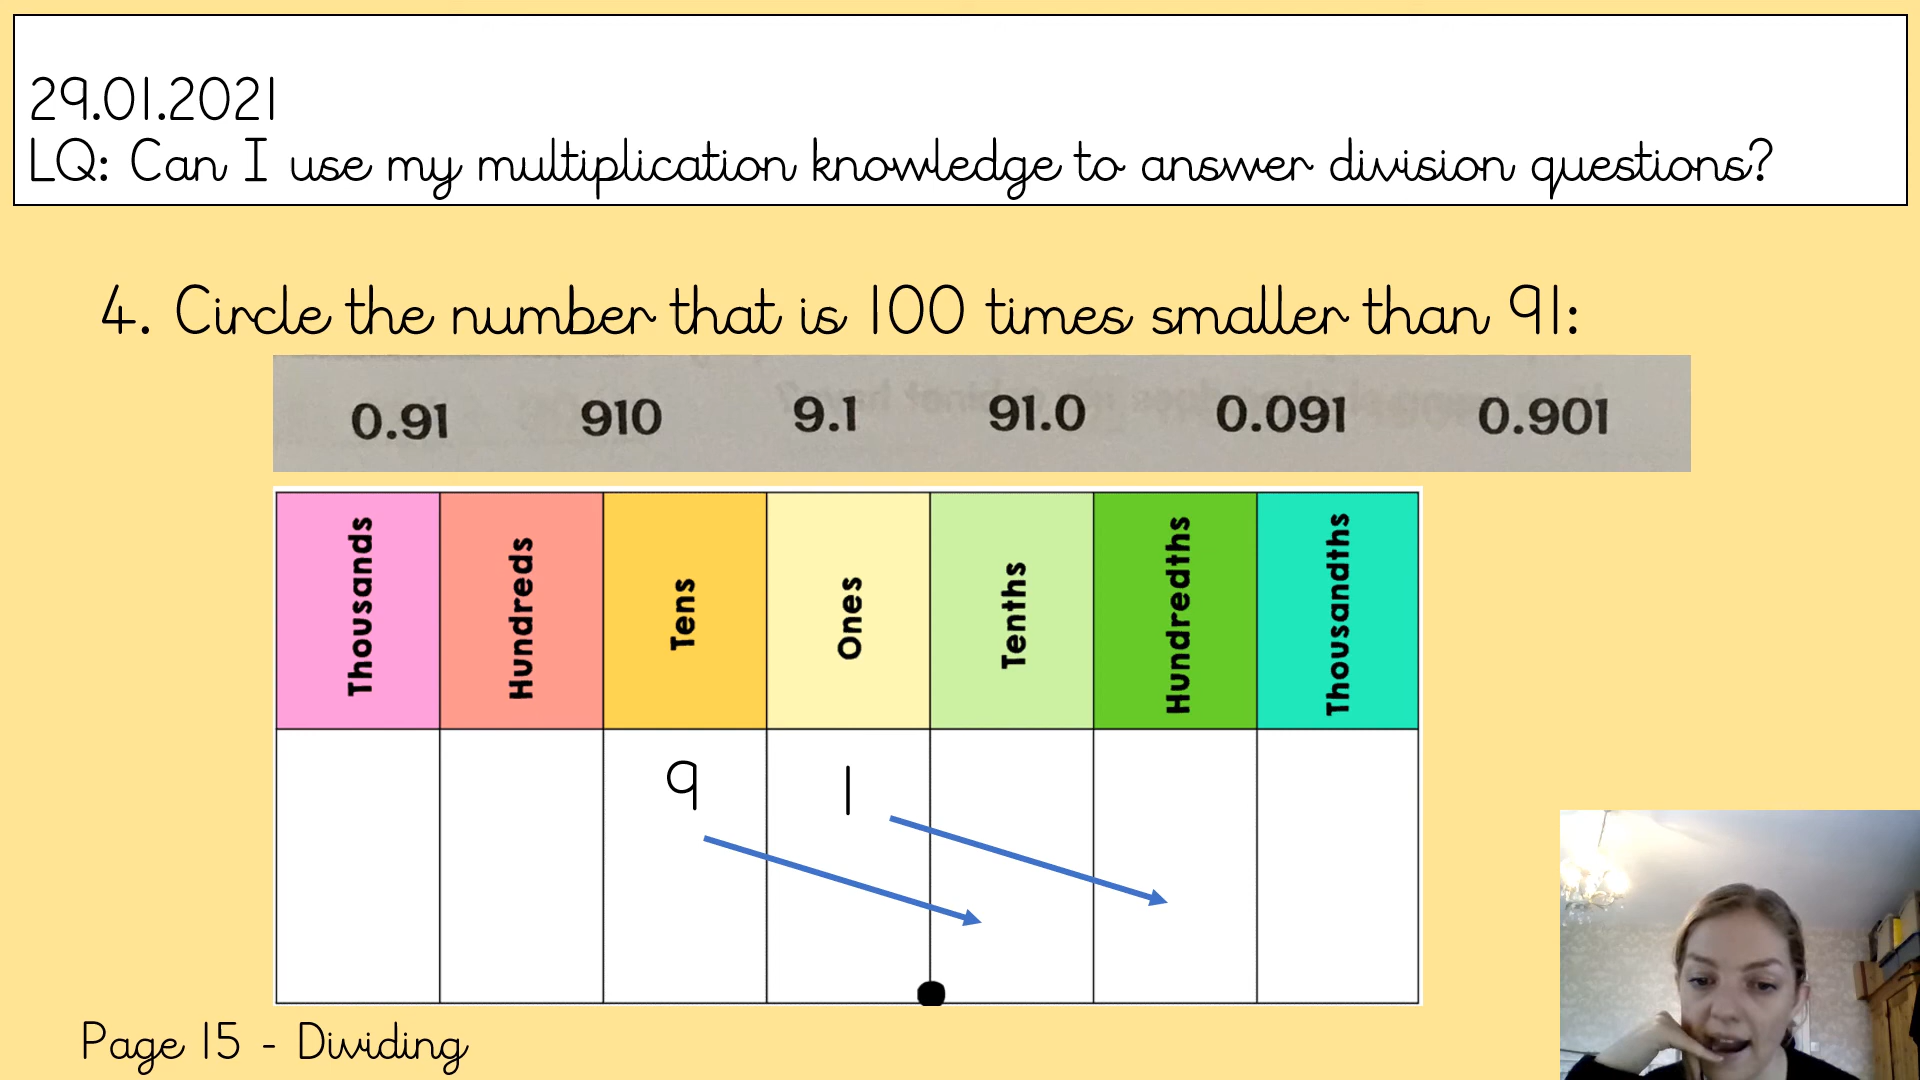 29.01.2021
LQ: Can I use my multiplication knowledge to answer division questions?
4. Circle the number that is 100 times smaller than 91:
0.91 910 9.1 91.0 0.091 0.901
Thousands Hundreds Tens Ones Tenths Hundredths Thousandths
9 1
Page 15 - Dividing